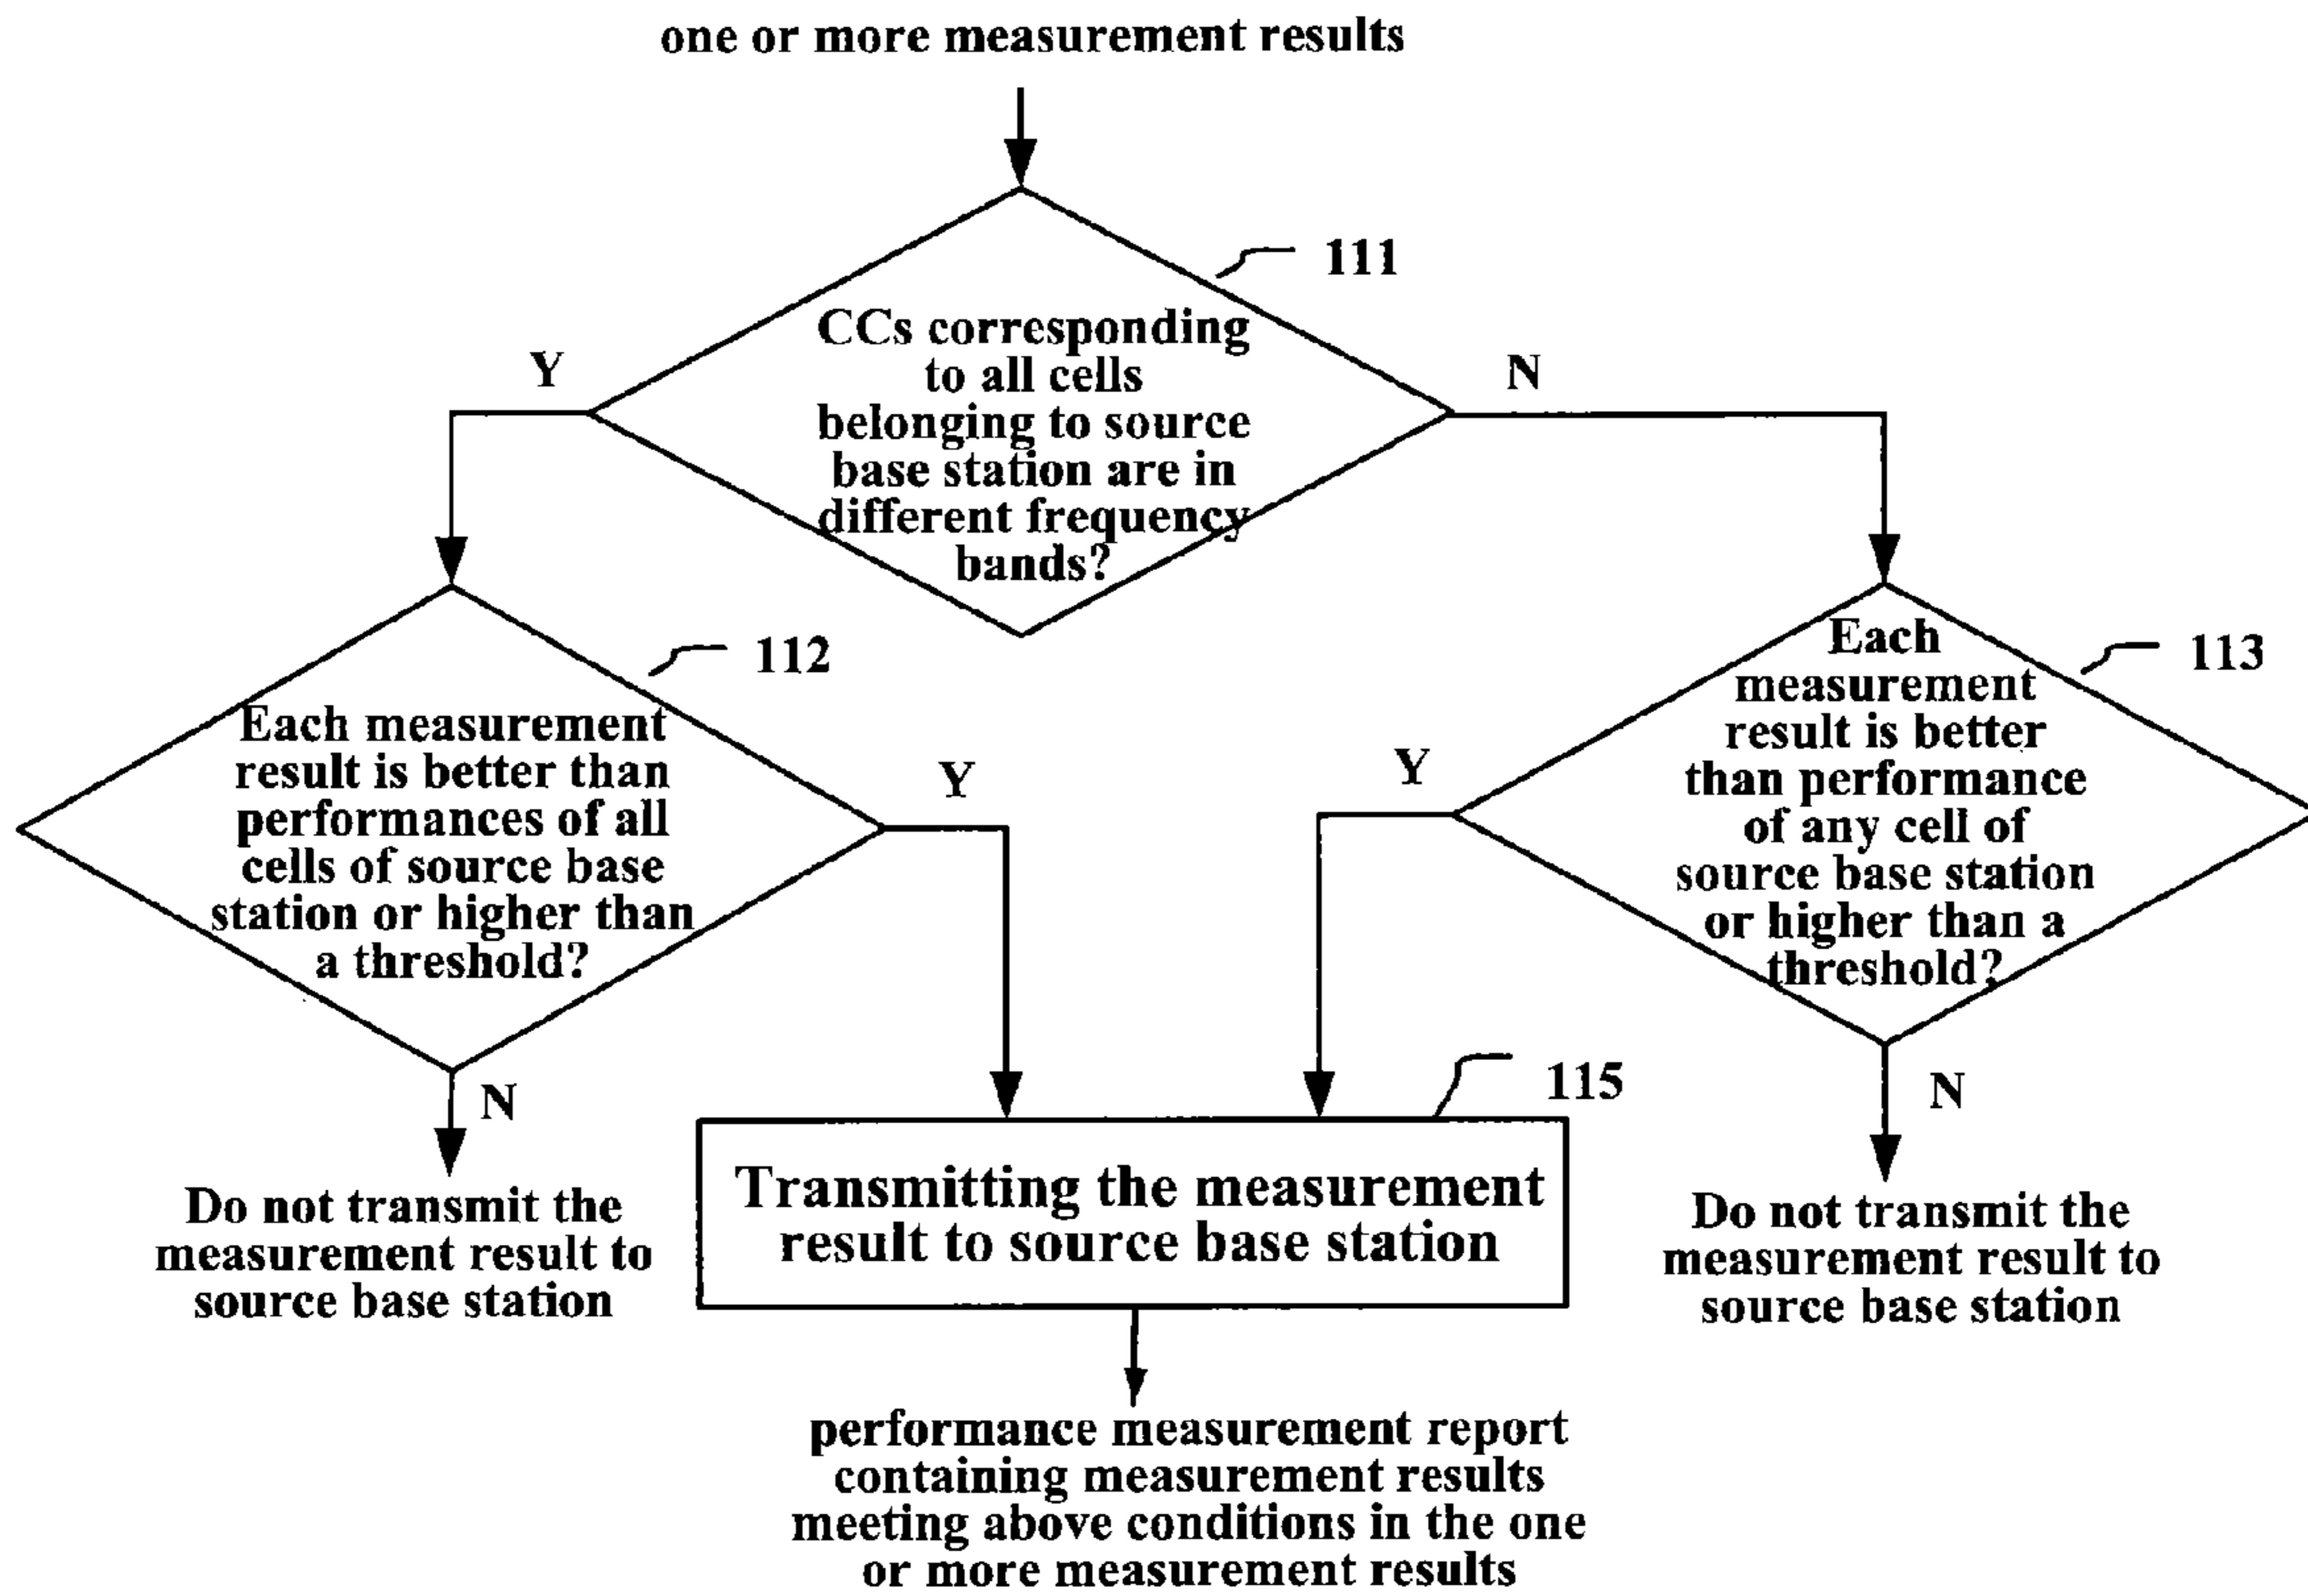 one or more measurement results
111
CCs corresponding
to all cells
belonging to source
base station are in
different frequency
bands?
Y
N
112
Each measurement
result is better than
performances of all
cells of source base
station or higher than
a threshold?
Y
N
113
Each
measurement
result is better
than performance
of any cell of
source base station
or higher than a
threshold?
Y
N
Do not transmit the
measurement result to
source base station
115
Transmitting the measurement
result to source base station
Do not transmit the
measurement result to
source base station
performance measurement report
containing measurement results
meeting above conditions in the one
or more measurement results